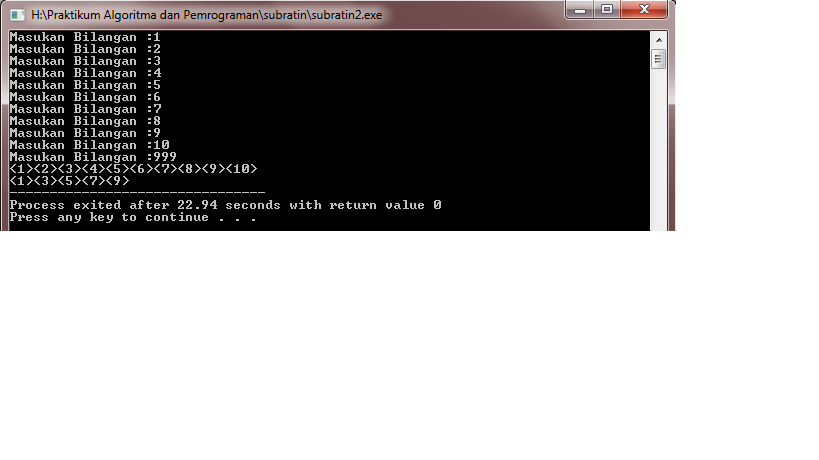 H:\Praktikum Algoritma dan Pemrograman\subratin\subratin2.exe
Masukan Bilangan :1
Masukan Bilangan :2
Masukan Bilangan :3
Masukan Bilangan :4
Masukan Bilangan :5
Masukan Bilangan :6
Masukan Bilangan :7
Masukan Bilangan :8
Masukan Bilangan :9
Masukan Bilangan :10
Masukan Bilangan :999
<1><2><3><4><5><6><7><8><9><10>
<1><3><5><7><9>
--------------------------------
Process exited after 22.94 seconds with return value 0
Press any key to continue . . .